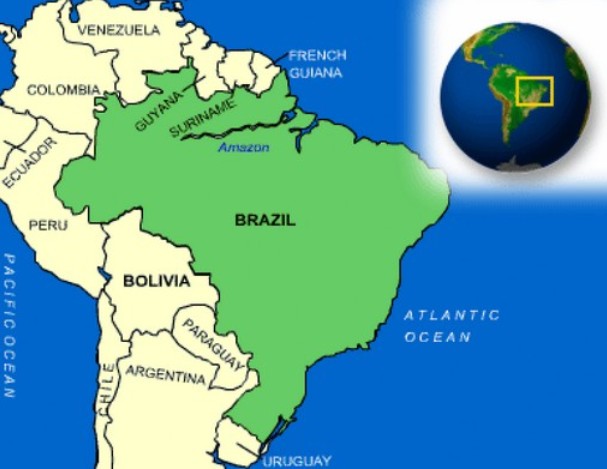 VENEZUELA
FRENCH
GUIANA
COLOMBIA
GUYANA
SURINAME
Amazon
ECUADOR
PERU
BRAZIL
BOLIVIA
PACIFIC OCEAN
ATLANTIC
OCEAN
PARAGUAY
CHILE
ARGENTINA
URUGUAY